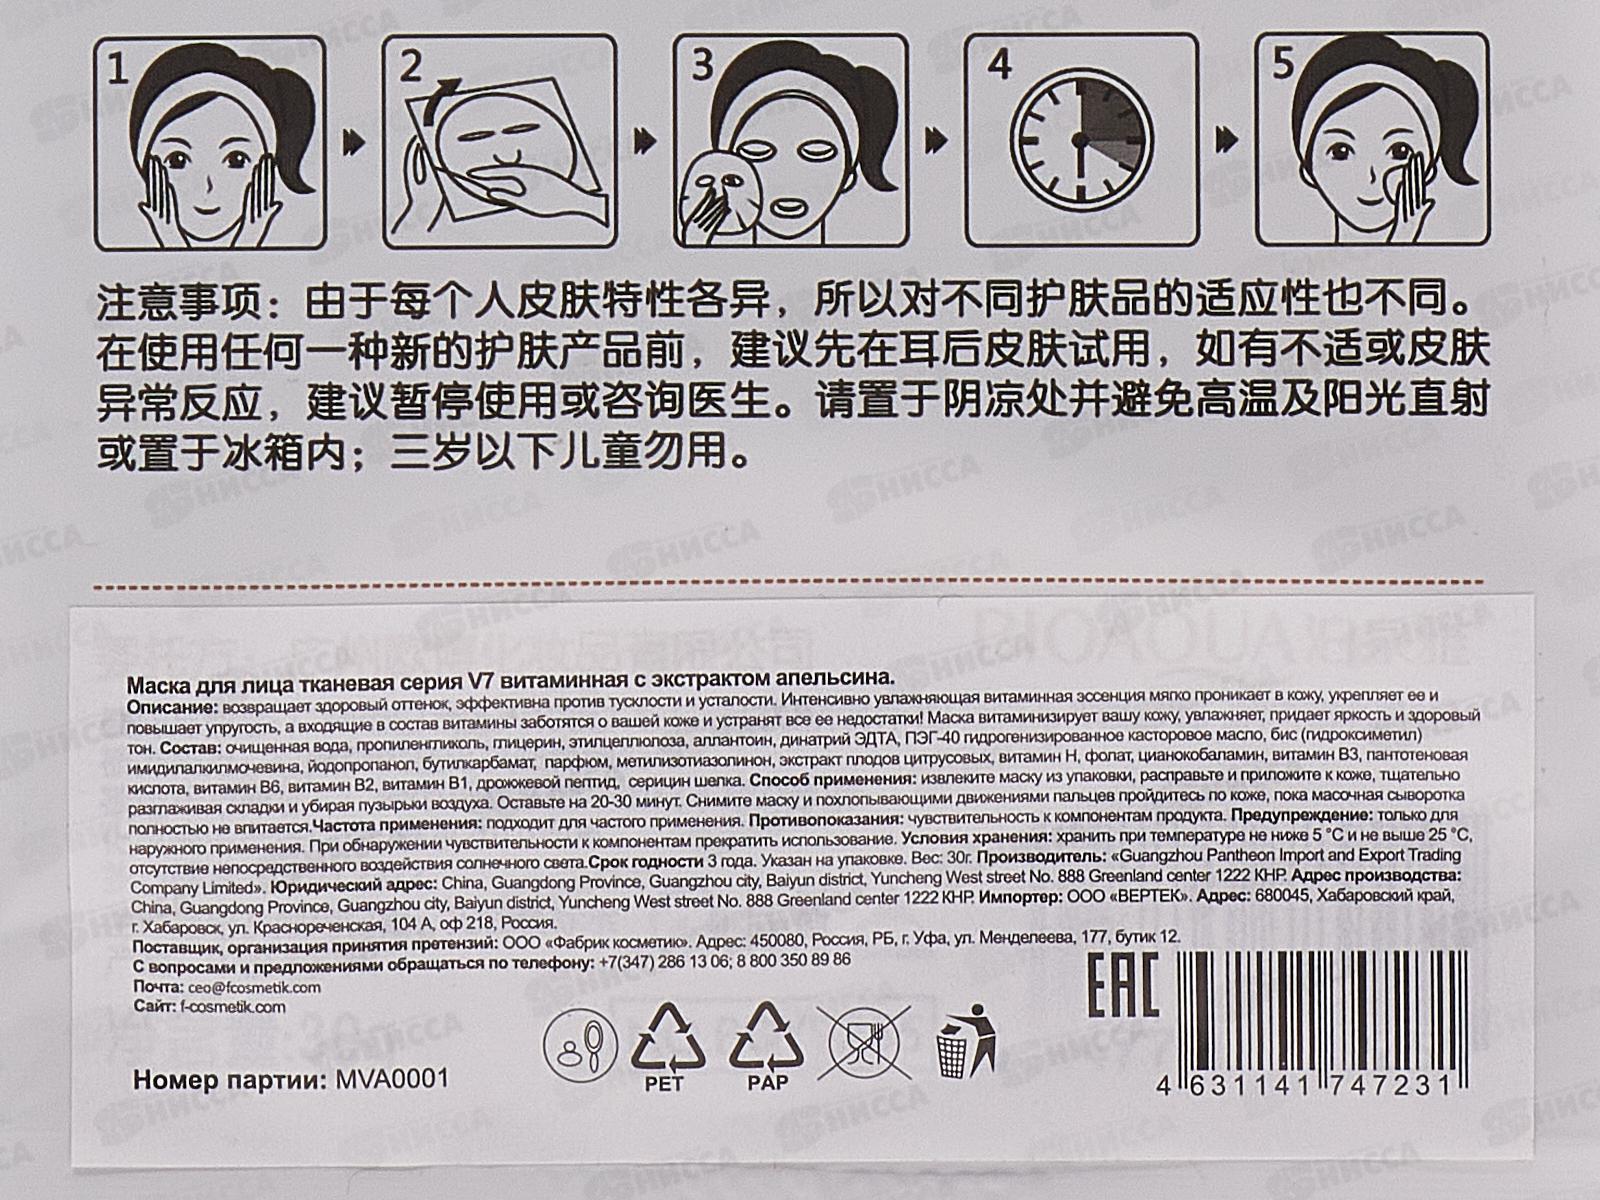 1 2 3 4 5
注意事项：由于每个人皮肤特性各异，所以对不同护肤品的适应性也不同。
在使用任何一种新的护肤产品前，建议先在耳后皮肤试用，如有不适或皮肤
异常反应，建议暂停使用或咨询医生。请置于阴凉处并避免高温及阳光直射
或置于冰箱内；三岁以下儿童勿用。
Маска для лица тканевая серия V7 витаминная с экстрактом апельсина.
Описание: возвращает здоровый оттенок, эффективна против тусклости и усталости. Интенсивно увлажняющая витаминная эссенция мягко проникает в кожу, укрепляет ее и
повышает упругость, а входящие в состав витамины заботятся о вашей коже и устранят все ее недостатки! Маска витаминизирует вашу кожу, увлажняет, придает яркость и здоровый
тон. Состав: очищенная вода, пропиленгликоль, глицерин, этилцеллюлоза, аллантоин, динатрий ЭДТА, ПЭГ-40 гидрогенизированное касторовое масло, бис (гидроксиметил)
имидилалкилмочевина, йодопропанол, бутилкарбамат, парфюм, метилизотиазолинон, экстракт плодов цитрусовых, витамин Н, фолат, цианокобаламин, витамин В3, пантотеновая
кислота, витамин В6, витамин В2, витамин В1, дрожжевой пептид, серицин шелка. Способ применения: извлеките маску из упаковки, расправьте и приложите к коже, тщательно
разглаживая складки и убирая пузырьки воздуха. Оставьте на 20-30 минут. Снимите маску и похлопывающими движениями пальцев пройдитесь по коже, пока масочная сыворотка
полностью не впитается.Частота применения: подходит для частого применения. Противопоказания: чувствительность к компонентам продукта. Предупреждение: только для
наружного применения. При обнаружении чувствительности к компонентам прекратить использование. Условия хранения: хранить при температуре не ниже 5 °С и не выше 25 °С,
отсутствие непосредственного воздействия солнечного света.Срок годности 3 года. Указан на упаковке. Вес: 30г. Производитель: «Guangzhou Pantheon Import and Export Trading
Company Limited». Юридический адрес: China, Guangdong Province, Guangzhou city, Baiyun district, Yuncheng West street No. 888 Greenland center 1222 КНР. Адрес производства:
China, Guangdong Province, Guangzhou city, Baiyun district, Yuncheng West street No. 888 Greenland center 1222 КНР. Импортер: ООО «ВЕРТЕК». Адрес: 680045, Хабаровский край,
г. Хабаровск, ул. Краснореченская, 104 А, оф 218, Россия.
Поставщик, организация принятия претензий: ООО «Фабрик косметик». Адрес: 450080, Россия, РБ, г. Уфа, ул. Менделеева, 177, бутик 12.
С вопросами и предложениями обращаться по телефону: +7(347) 286 13 06; 8 800 350 89 86
Почта: ceo@fcosmetik.com
Сайт: f-cosmetik.com
EAC
Номер партии: MVA0001
PET PAP
4 631141 747231